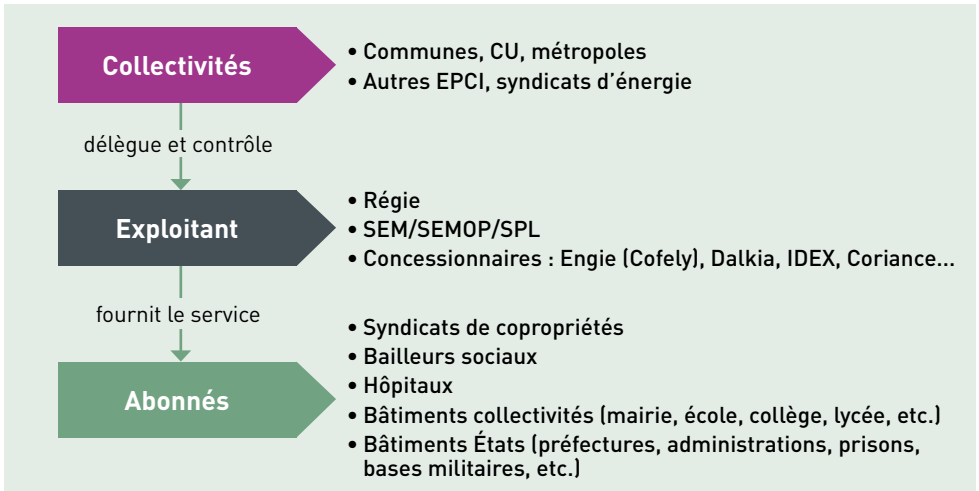 Collectivités
• Communes, CU, métropoles
• Autres EPCI, syndicats d'énergie
délègue et contrôle
Exploitant
• Régie
• SEM/SEMOP/SPL
• Concessionnaires : Engie (Cofely), Dalkia, IDEX, Coriance...
fournit le service
Abonnés
• Syndicats de copropriétés
• Bailleurs sociaux
• Hôpitaux
• Bâtiments collectivités (mairie, école, collège, lycée, etc.)
• Bâtiments États (préfectures, administrations, prisons,
bases militaires, etc.)